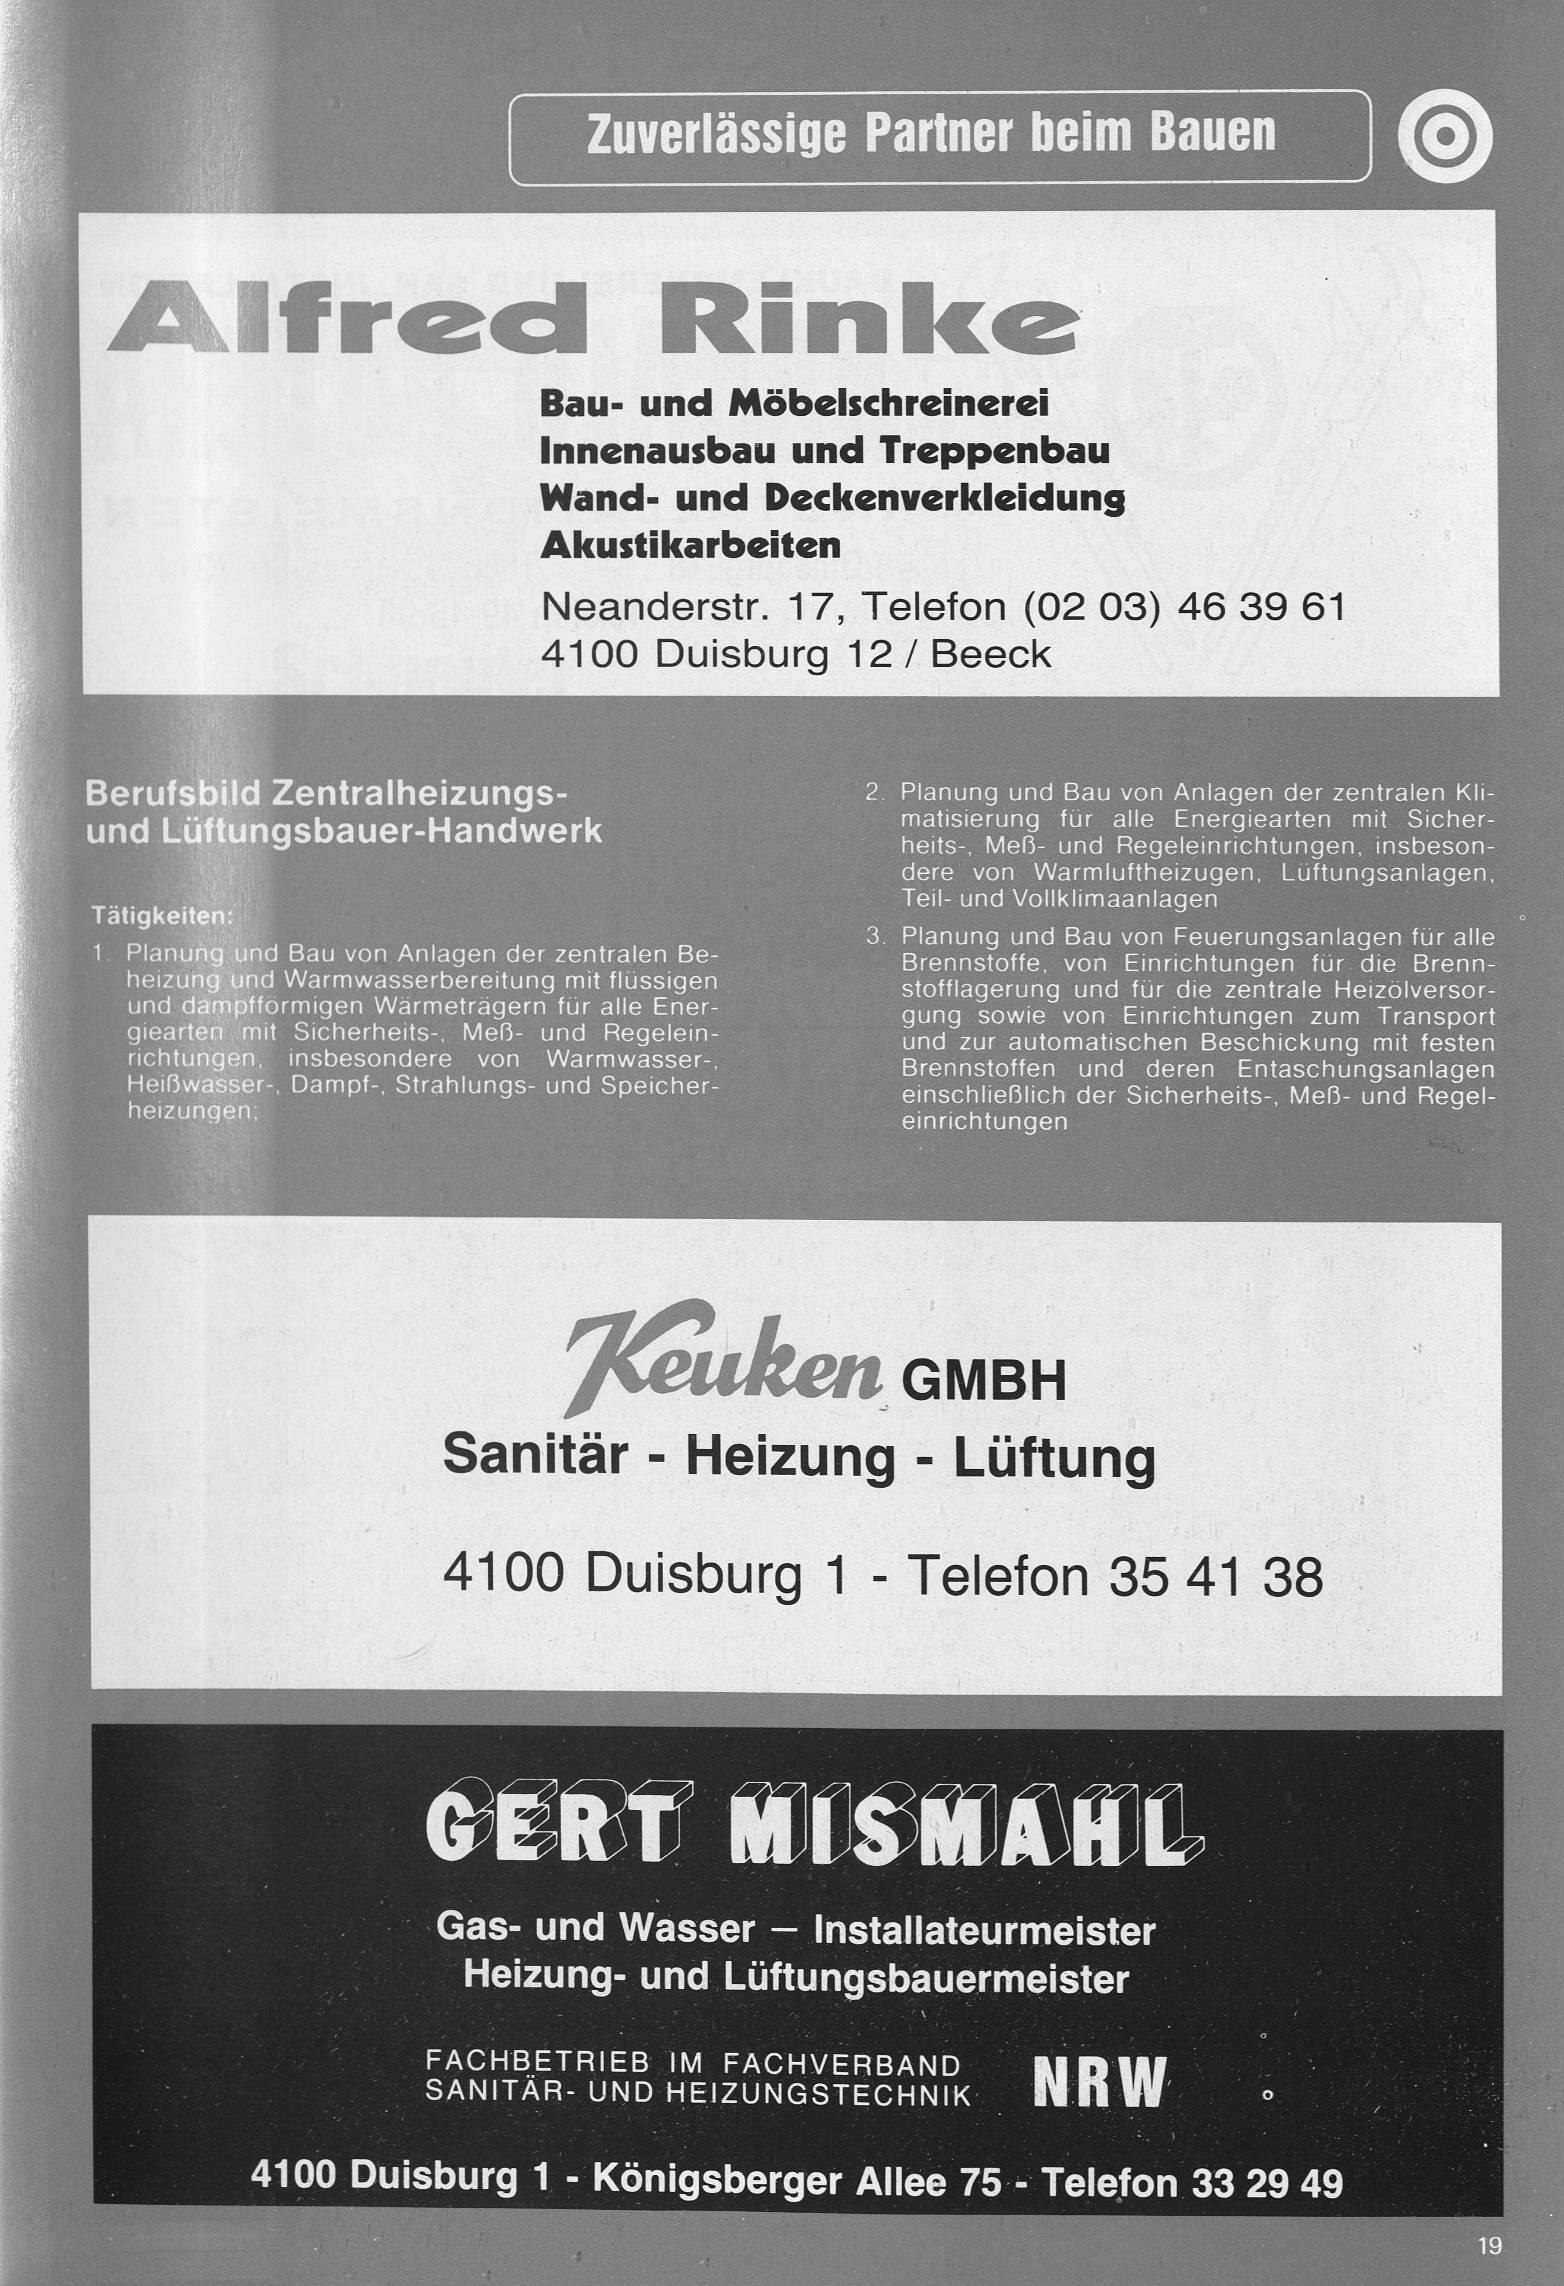 Zuverlässige Partner beim Bauen
Alfred Rinke
Bau- und Möbelschreinerei
Innenausbau und Treppenbau
Wand- und Deckenverkleidung
Akustikarbeiten
Neanderstr. 17, Telefon (02 03) 46 39 61
4100 Duisburg 12 / Beeck
Berufsbild Zentralheizungs-
und Lüftungsbauer-Handwerk
Tätigkeiten:
1. Planung und Bau von Anlagen der zentralen Be-
heizung und Warmwasserbereitung mit flüssigen
und dampfförmigen Wärmeträgern für alle Ener-
giearten mit Sicherheits-, Meß- und Regelein-
richtungen, insbesondere von Warmwasser-,
Heißwasser-, Dampf-, Strahlungs- und Speicher-
heizungen;
2. Planung und Bau von Anlagen der zentralen Kli-
matisierung für alle Energiearten mit Sicher-
heits-, Meß- und Regeleinrichtungen, insbeson-
dere von Warmluftheizugen, Lüftungsanlagen,
Teil- und Vollklimaanlagen
3. Planung und Bau von Feuerungsanlagen für alle
Brennstoffe, von Einrichtungen für die Brenn-
stofflagerung und für die zentrale Heizölversor-
gung sowie von Einrichtungen zum Transport
und zur automatischen Beschickung mit festen
Brennstoffen und deren Entaschungsanlagen
einschließlich der Sicherheits-, Meß- und Regel-
einrichtungen
Keuken GMBH
Sanitär - Heizung - Lüftung
4100 Duisburg 1 - Telefon 35 41 38
GERT MISMAHL
Gas- und Wasser — Installateurmeister
Heizung- und Lüftungsbauermeister
FACHBETRIEB IM FACHVERBAND
SANITÄR- UND HEIZUNGSTECHNIK NRW
4100 Duisburg 1 - Königsberger Allee 75 - Telefon 33 29 49
19